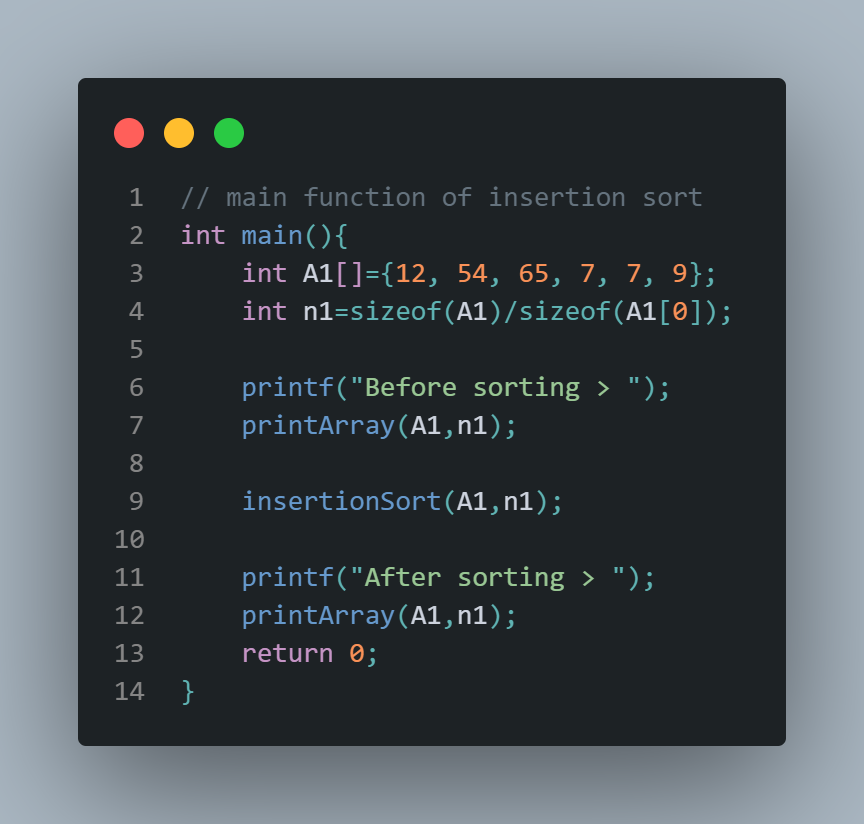 1 // main function of insertion sort
2 int main(){
3     int A1[]={12, 54, 65, 7, 7, 9};
4     int n1=sizeof(A1)/sizeof(A1[0]);
5
6     printf("Before sorting > ");
7     printArray(A1,n1);
8
9     insertionSort(A1,n1);
10
11     printf("After sorting > ");
12     printArray(A1,n1);
13     return 0;
14 }